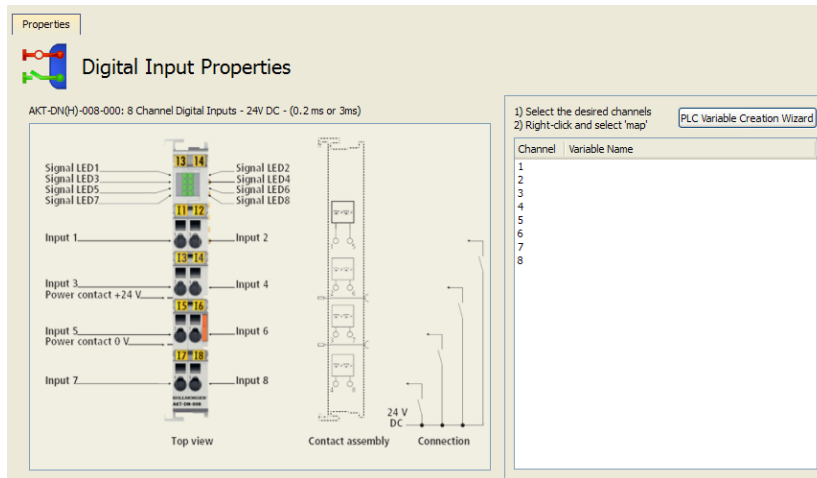 Properties
Digital Input Properties
AKT-DN(H)-008-000: 8 Channel Digital Inputs - 24V DC - (0.2 ms or 3ms)
Signal LED1
Signal LED3
Signal LED5
Signal LED7
I3 I4
Signal LED2
Signal LED4
Signal LED6
Signal LED8
I1 I2
Input 1
Input 2
I3 I4
Input 3
Power contact +24 V
Input 4
I5 I6
Input 5
Power contact 0 V
Input 6
I7 I8
Input 7
Input 8
KOLLMORGEN
AKT-DN-008
24 V
DC
Top view
Contact assembly
Connection
1) Select the desired channels
2) Right-click and select 'map'
PLC Variable Creation Wizard
Channel Variable Name
1
2
3
4
5
6
7
8